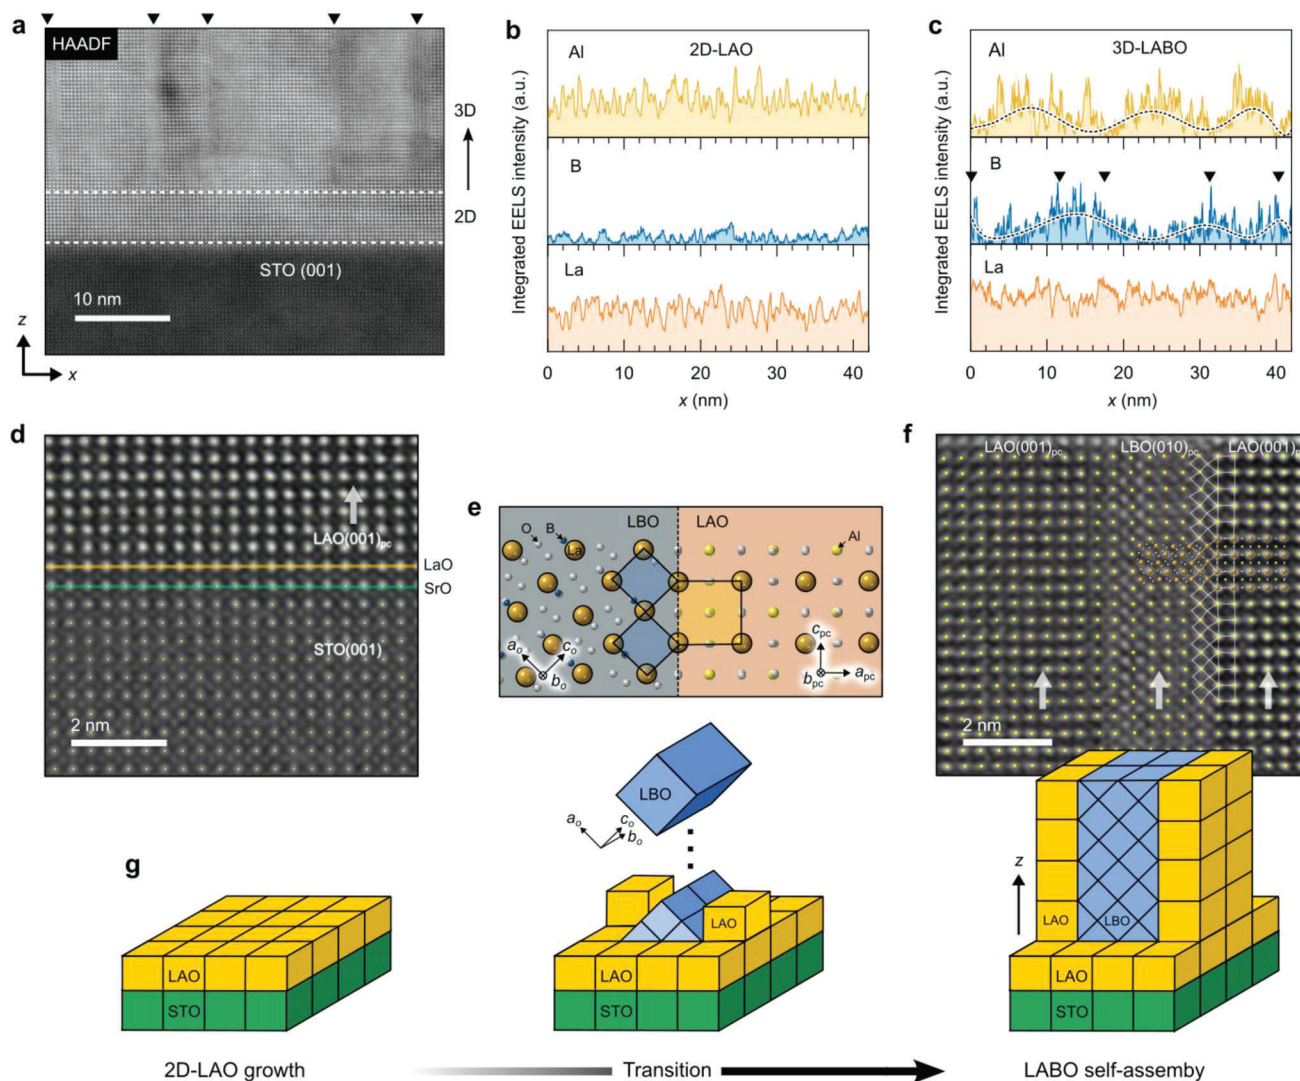 a
HAADF
3D
2D
STO (001)
10 nm
z
x
b
Integrated EELS intensity (a.u.)
2D-LAO
Al
B
La
0 10 20 30 40
x (nm)
c
Integrated EELS intensity (a.u.)
3D-LABO
Al
B
La
0 10 20 30 40
x (nm)
d
LAO(001)pc
LaO
SrO
STO(001)
2 nm
e
LBO LAO
O B La Al
ao co bo
cpc bpc apc
f
LAO(001)pc LBO(010)pc LAO(001)p
2 nm
g
LAO
STO
LBO
ao co bo
LAO
LAO
STO
z
LAO LBO
LAO
STO
2D-LAO growth Transition LABO self-assemby